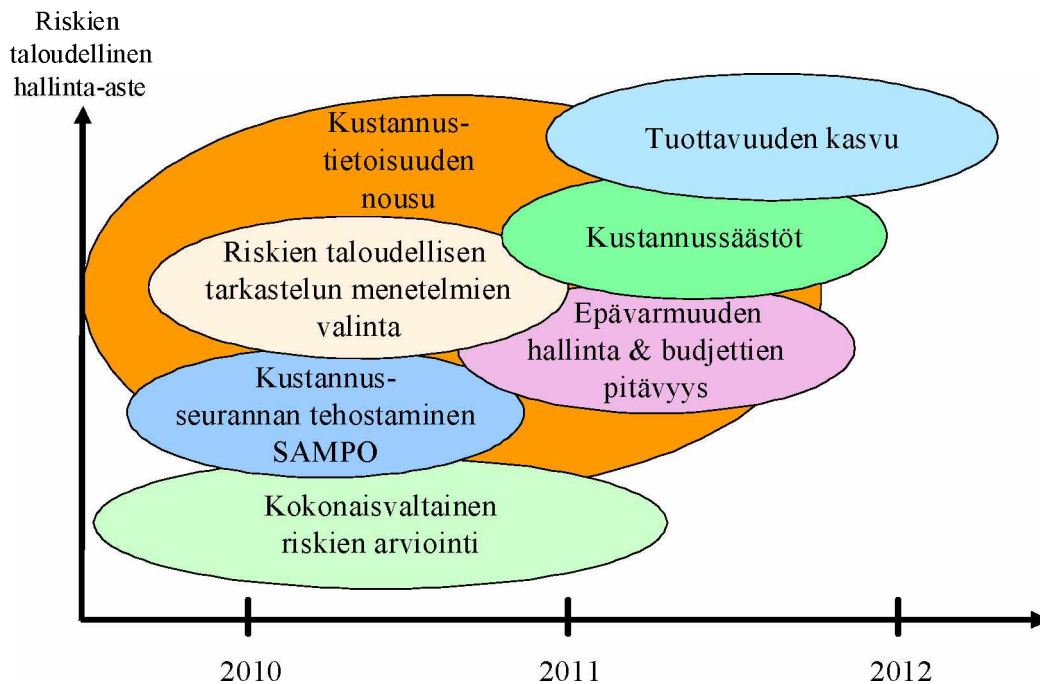 Riskien
taloudellinen
hallinta-aste
Kustannus-
tietoisuuden
nousu
Tuottavuuden kasvu
Kustannussäästöt
Riskien taloudellisen
tarkastelun menetelmien
valinta
Epävarmuuden
hallinta & budjettien
pitävyys
Kustannus-
seurannan tehostaminen
SAMPO
Kokonaisvaltainen
riskien arviointi
2010
2011
2012